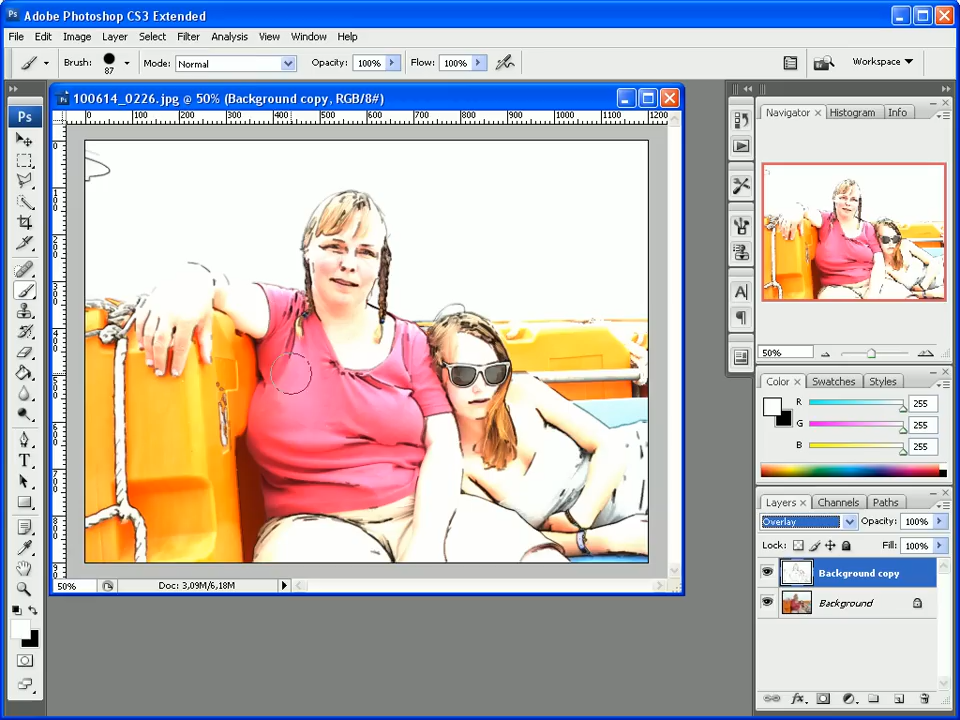 Ps Adobe Photoshop CS3 Extended
File Edit Image Layer Select Filter Analysis View Window Help
Brush: 87 Mode: Normal Opacity: 100% Flow: 100% Workspace
100614_0226.jpg @ 50% (Background copy, RGB/8#)
0 100 200 300 400 500 600 700 800 900 1000 1100 1200
Ps
Navigator Histogram Info
50%
Color Swatches Styles
R 255
G 255
B 255
Layers Channels Paths
Overlay Opacity: 100%
Lock: Fill: 100%
Background copy
Background
50% Doc: 3,09M/6,18M